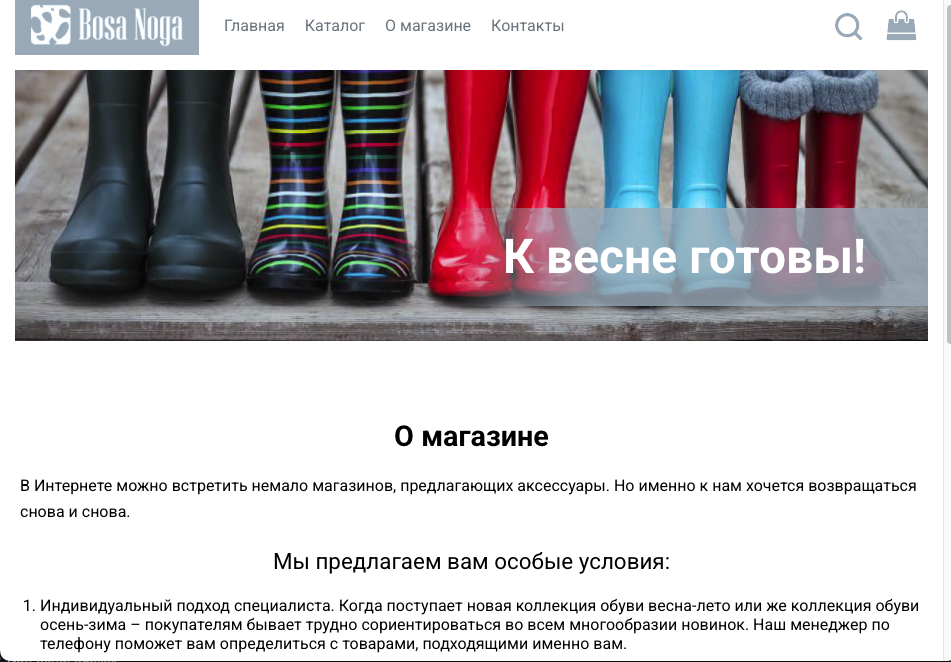 Bosa Noga
Главная Каталог О магазине Контакты
К весне готовы!
О магазине
В Интернете можно встретить немало магазинов, предлагающих аксессуары. Но именно к нам хочется возвращаться
снова и снова.
Мы предлагаем вам особые условия:
1. Индивидуальный подход специалиста. Когда поступает новая коллекция обуви весна-лето или же коллекция обуви
осень-зима – покупателям бывает трудно сориентироваться во всем многообразии новинок. Наш менеджер по
телефону поможет вам определиться с товарами, подходящими именно вам.